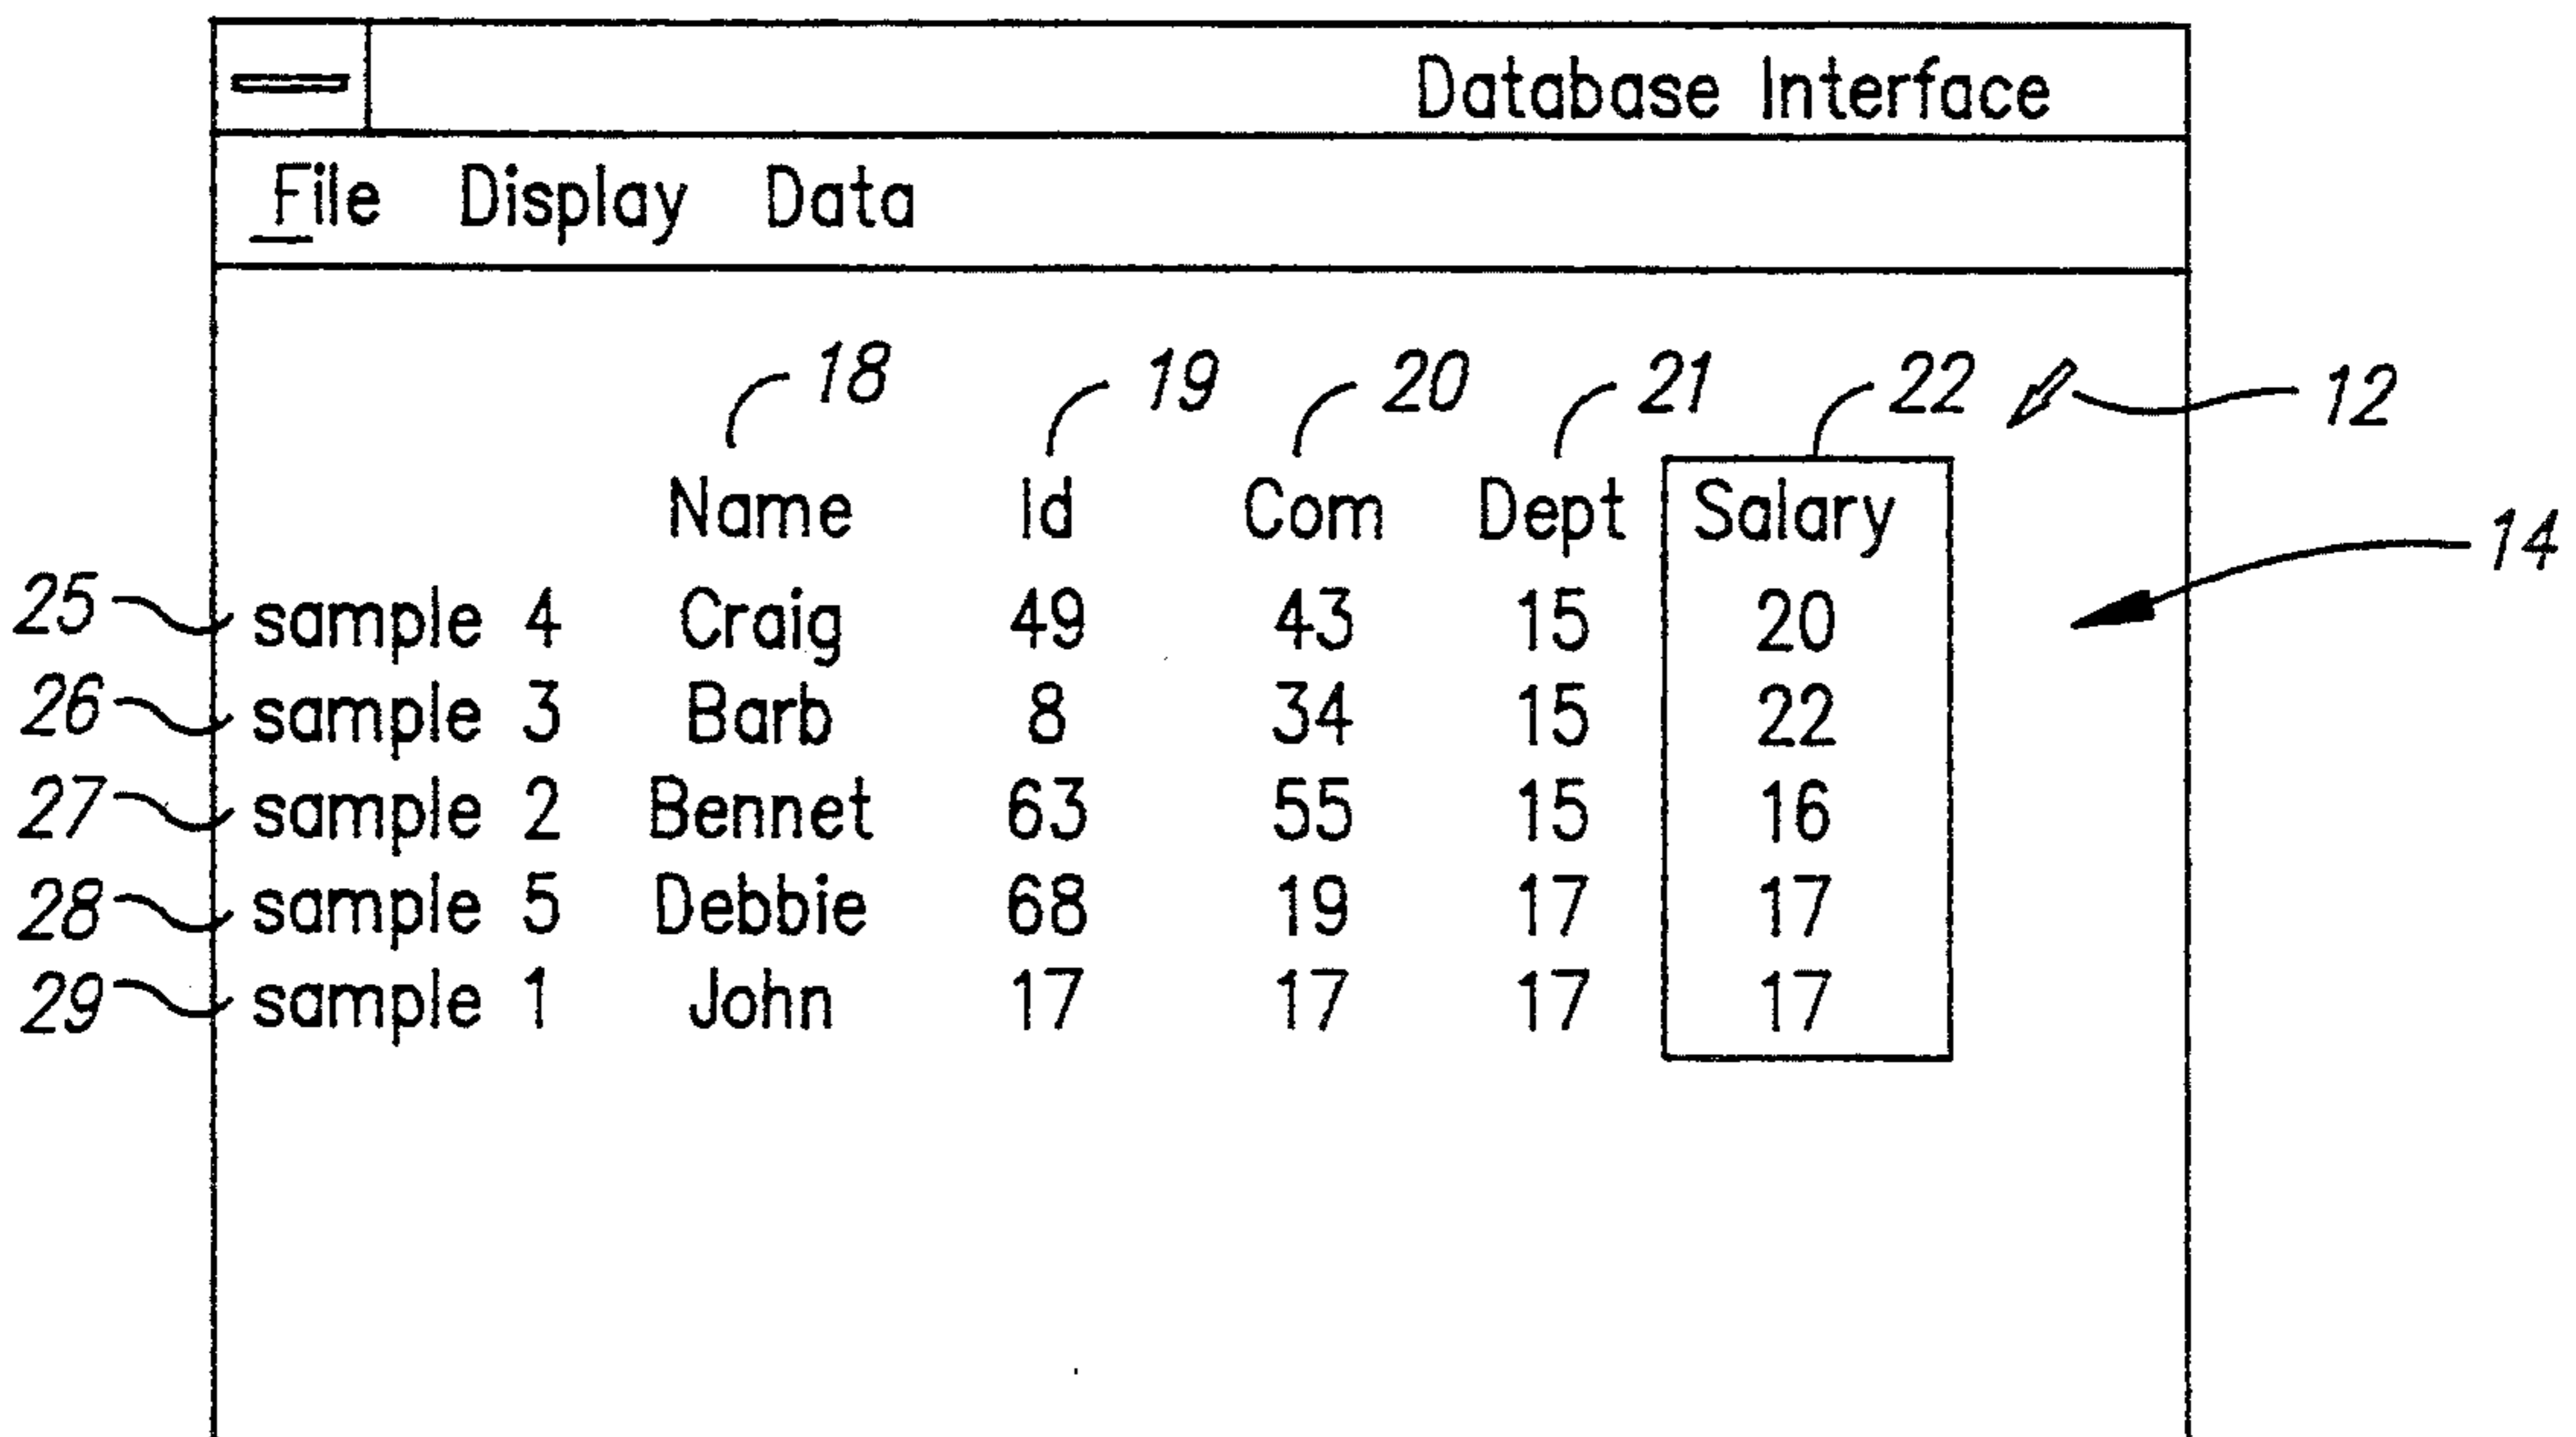 Database Interface
File Display Data
18 19 20 21 22 12
Name Id Com Dept Salary
14
25 sample 4 Craig 49 43 15 20
26 sample 3 Barb 8 34 15 22
27 sample 2 Bennet 63 55 15 16
28 sample 5 Debbie 68 19 17 17
29 sample 1 John 17 17 17 17